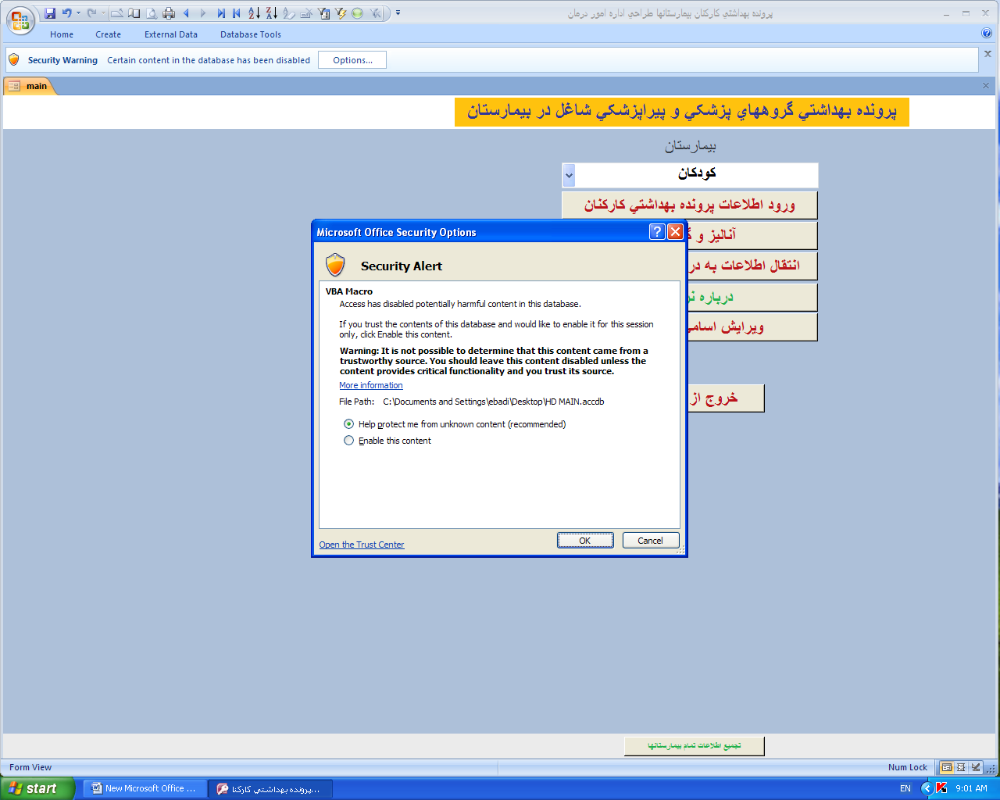 پرونده بهداشتي كاركنان بيمارستانها طراحي اداره امور درمان
Home Create External Data Database Tools
Security Warning Certain content in the database has been disabled Options...
main
پرونده بهداشتي گروههاي پزشكي و پيراپزشكي شاغل در بيمارستان
بيمارستان
كودكان
ورود اطلاعات پرونده بهداشتي كاركنان
آناليز و
انتقال اطلاعات به
درباره
ويرايش
خروج از
Microsoft Office Security Options
Security Alert
VBA Macro
Access has disabled potentially harmful content in this database.
If you trust the contents of this database and would like to enable it for this session
only, click Enable this content.
Warning: It is not possible to determine that this content came from a
trustworthy source. You should leave this content disabled unless the
content provides critical functionality and you trust its source.
More information
File Path: C:\Documents and Settings\ebadi\Desktop\HD MAIN.accdb
Help protect me from unknown content (recommended)
Enable this content
Open the Trust Center OK Cancel
تجميع اطلاعات تمام بيمارستانها
Form View Num Lock
start New Microsoft Office ... پرونده بهداشتي كاركنا... EN 9:01 AM